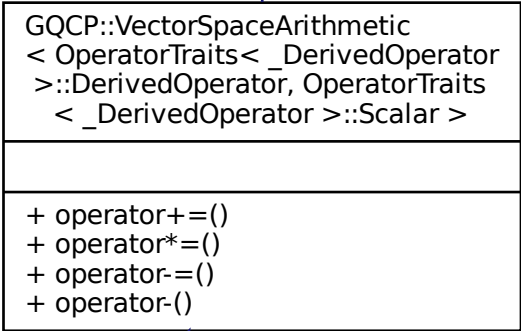 GQCP::VectorSpaceArithmetic
< OperatorTraits< _DerivedOperator
>::DerivedOperator, OperatorTraits
< _DerivedOperator >::Scalar >
+ operator+=()
+ operator*=()
+ operator-=()
+ operator-()